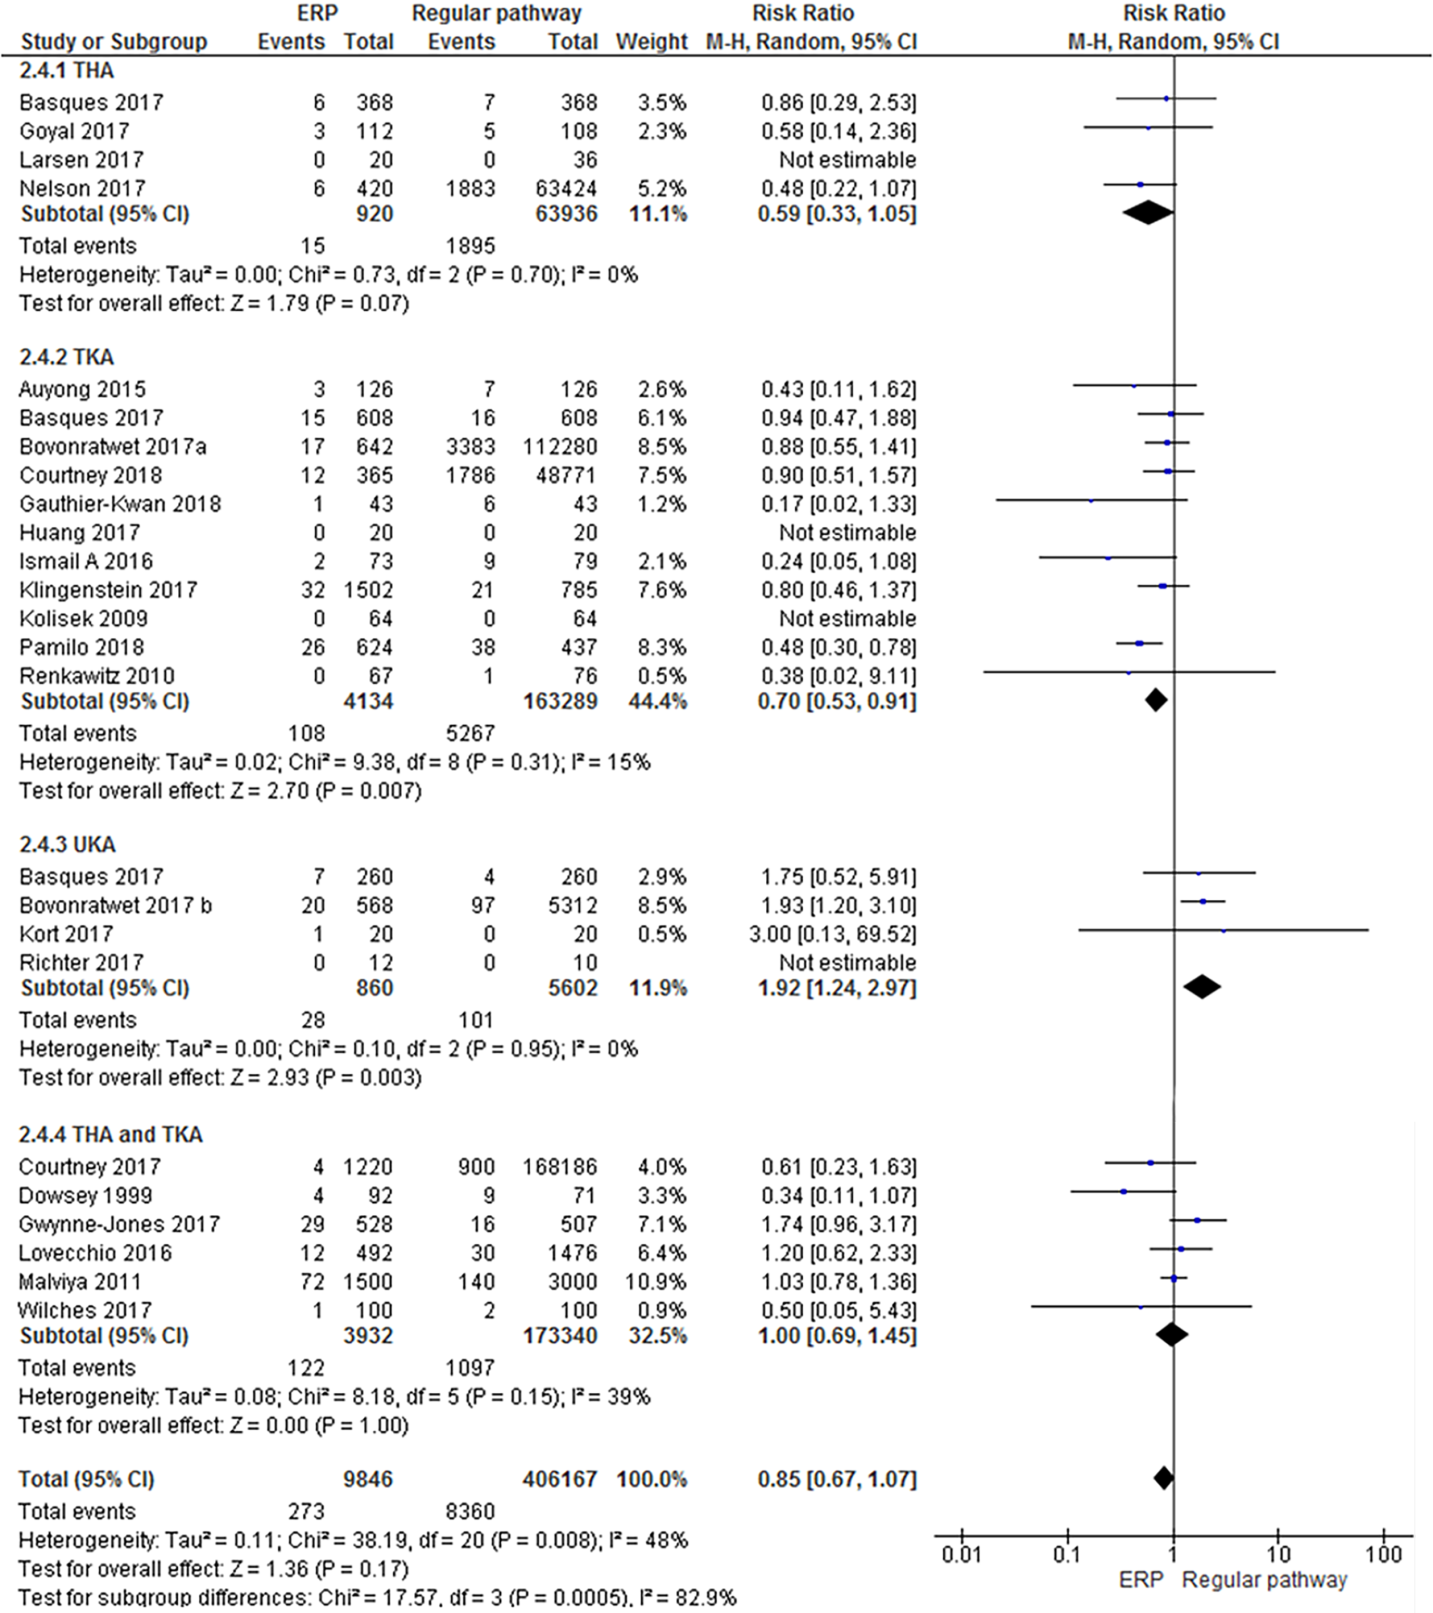 ERP Regular pathway Risk Ratio Risk Ratio
Study or Subgroup Events Total Events Total Weight M-H, Random, 95% CI M-H, Random, 95% CI
2.4.1 THA
Basques 2017 6 368 7 368 3.5% 0.86 [0.29, 2.53]
Goyal 2017 3 112 5 108 2.3% 0.58 [0.14, 2.36]
Larsen 2017 0 20 0 36 Not estimable
Nelson 2017 6 420 1883 63424 5.2% 0.48 [0.22, 1.07]
Subtotal (95% CI) 920 63936 11.1% 0.59 [0.33, 1.05]
Total events 15 1895
Heterogeneity: Tau² = 0.00; Chi² = 0.73, df = 2 (P = 0.70); I² = 0%
Test for overall effect: Z = 1.79 (P = 0.07)
2.4.2 TKA
Auyong 2015 3 126 7 126 2.6% 0.43 [0.11, 1.62]
Basques 2017 15 608 16 608 6.1% 0.94 [0.47, 1.88]
Bovonratwet 2017a 17 642 3383 112280 8.5% 0.88 [0.55, 1.41]
Courtney 2018 12 365 1786 48771 7.5% 0.90 [0.51, 1.57]
Gauthier-Kwan 2018 1 43 6 43 1.2% 0.17 [0.02, 1.33]
Huang 2017 0 20 0 20 Not estimable
Ismail A 2016 2 73 9 79 2.1% 0.24 [0.05, 1.08]
Klingenstein 2017 32 1502 21 785 7.6% 0.80 [0.46, 1.37]
Kolisek 2009 0 64 0 64 Not estimable
Pamilo 2018 26 624 38 437 8.3% 0.48 [0.30, 0.78]
Renkawitz 2010 0 67 1 76 0.5% 0.38 [0.02, 9.11]
Subtotal (95% CI) 4134 163289 44.4% 0.70 [0.53, 0.91]
Total events 108 5267
Heterogeneity: Tau² = 0.02; Chi² = 9.38, df = 8 (P = 0.31); I² = 15%
Test for overall effect: Z = 2.70 (P = 0.007)
2.4.3 UKA
Basques 2017 7 260 4 260 2.9% 1.75 [0.52, 5.91]
Bovonratwet 2017 b 20 568 97 5312 8.5% 1.93 [1.20, 3.10]
Kort 2017 1 20 0 20 0.5% 3.00 [0.13, 69.52]
Richter 2017 0 12 0 10 Not estimable
Subtotal (95% CI) 860 5602 11.9% 1.92 [1.24, 2.97]
Total events 28 101
Heterogeneity: Tau² = 0.00; Chi² = 0.10, df = 2 (P = 0.95); I² = 0%
Test for overall effect: Z = 2.93 (P = 0.003)
2.4.4 THA and TKA
Courtney 2017 4 1220 900 168186 4.0% 0.61 [0.23, 1.63]
Dowsey 1999 4 92 9 71 3.3% 0.34 [0.11, 1.07]
Gwynne-Jones 2017 29 528 16 507 7.1% 1.74 [0.96, 3.17]
Lovecchio 2016 12 492 30 1476 6.4% 1.20 [0.62, 2.33]
Malviya 2011 72 1500 140 3000 10.9% 1.03 [0.78, 1.36]
Wilches 2017 1 100 2 100 0.9% 0.50 [0.05, 5.43]
Subtotal (95% CI) 3932 173340 32.5% 1.00 [0.69, 1.45]
Total events 122 1097
Heterogeneity: Tau² = 0.08; Chi² = 8.18, df = 5 (P = 0.15); I² = 39%
Test for overall effect: Z = 0.00 (P = 1.00)
Total (95% CI) 9846 406167 100.0% 0.85 [0.67, 1.07]
Total events 273 8360
Heterogeneity: Tau² = 0.11; Chi² = 38.19, df = 20 (P = 0.008); I² = 48%
Test for overall effect: Z = 1.36 (P = 0.17)
Test for subgroup differences: Chi² = 17.57, df = 3 (P = 0.0005), I² = 82.9%
0.01 0.1 1 10 100
ERP Regular pathway